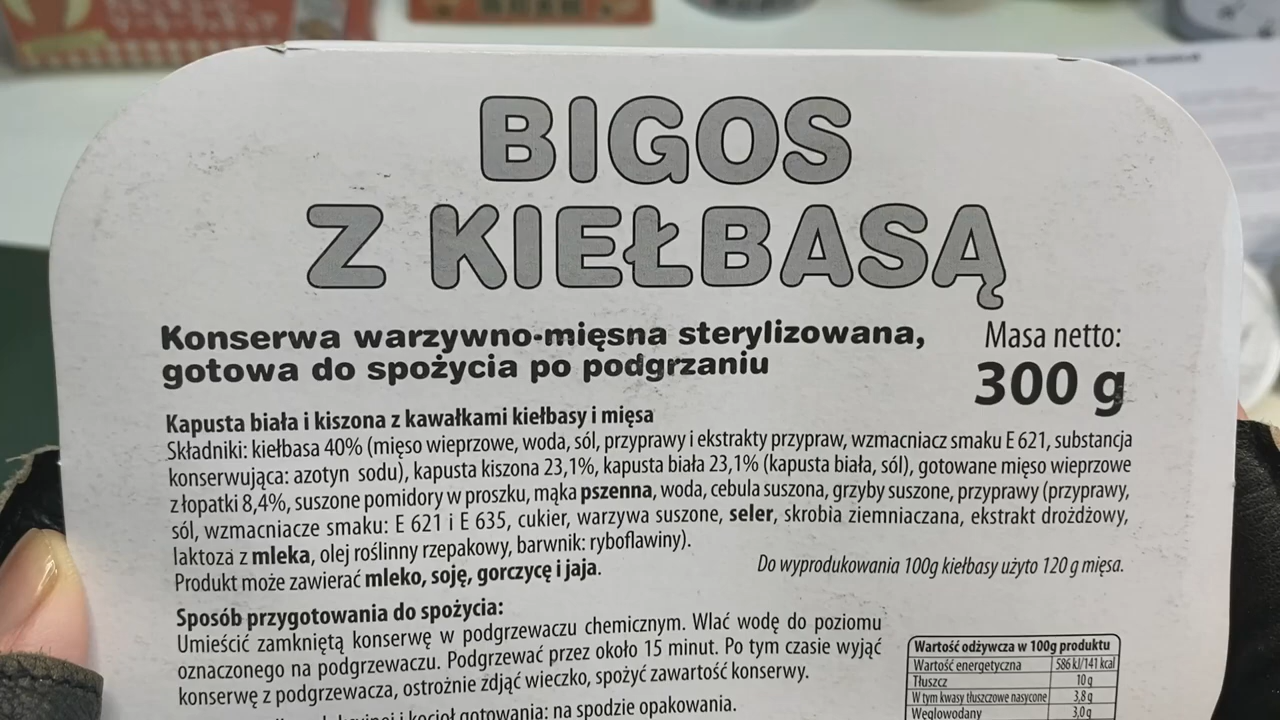 BIGOS
Z KIEŁBASĄ
Konserwa warzywno-mięsna sterylizowana,
gotowa do spożycia po podgrzaniu
Masa netto:
300 g
Kapusta biała i kiszona z kawałkami kiełbasy i mięsa
Składniki: kiełbasa 40% (mięso wieprzowe, woda, sól, przyprawy i ekstrakty przypraw, wzmacniacz smaku E 621, substancja
konserwująca: azotyn sodu), kapusta kiszona 23,1%, kapusta biała 23,1% (kapusta biała, sól), gotowane mięso wieprzowe
z łopatki 8,4%, suszone pomidory w proszku, mąka pszenna, woda, cebula suszona, grzyby suszone, przyprawy (przyprawy,
sól, wzmacniacze smaku: E 621 i E 635, cukier, warzywa suszone, seler, skrobia ziemniaczana, ekstrakt drożdżowy,
laktoza z mleka, olej roślinny rzepakowy, barwnik: ryboflawiny).
Produkt może zawierać mleko, soję, gorczycę i jaja.
Do wyprodukowania 100g kiełbasy użyto 120 g mięsa.
Sposób przygotowania do spożycia:
Umieścić zamkniętą konserwę w podgrzewaczu chemicznym. Wlać wodę do poziomu
oznaczonego na podgrzewaczu. Podgrzewać przez około 15 minut. Po tym czasie wyjąć
konserwę z podgrzewacza, ostrożnie zdjąć wieczko, spożyć zawartość konserwy.
i kocioł gotowania: na spodzie opakowania.
Wartość odżywcza w 100g produktu
Wartość energetyczna 586 kJ/141 kcal
Tłuszcz 10 g
W tym kwasy tłuszczowe nasycone 3,8 g
Węglowodany 3,0 g